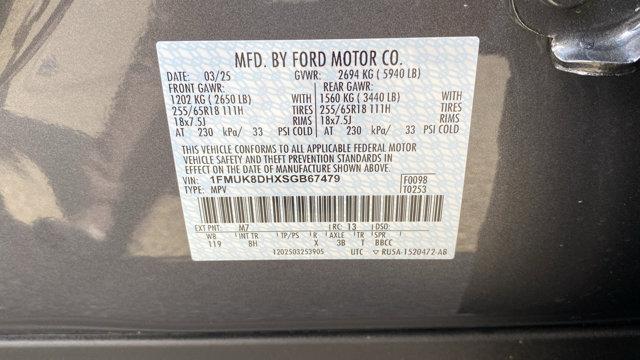 MFD. BY FORD MOTOR CO.
DATE: 03/25 GVWR: 2694 KG ( 5940 LB)
FRONT GAWR: REAR GAWR:
1202 KG ( 2650 LB) WITH 1560 KG ( 3440 LB) WITH
255/65R18 111H TIRES 255/65R18 111H TIRES
18x7.5J RIMS 18x7.5J RIMS
AT 230 kPa/ 33 PSI COLD AT 230 kPa/ 33 PSI COLD
THIS VEHICLE CONFORMS TO ALL APPLICABLE FEDERAL MOTOR
VEHICLE SAFETY AND THEFT PREVENTION STANDARDS IN
EFFECT ON THE DATE OF MANUFACTURE SHOWN ABOVE.
VIN: 1FMUK8DHXSGB67479 F0098
TYPE: MPV T0253
EXT PNT: M7 RC: 13 DSO:
WB INT TR TP/PS R AXLE TR SPR
119 8H X 3B T BBCC
1202503253905 UTC ▽ RU5A-1520472-AB